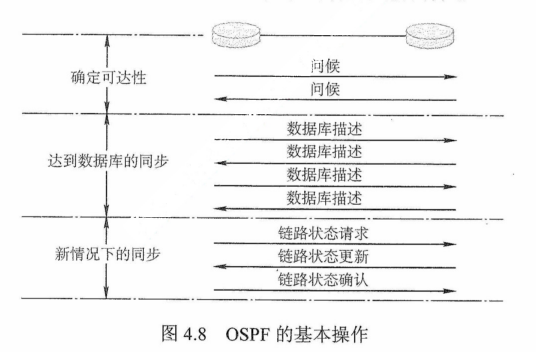 确定可达性
问候
问候
达到数据库的同步
数据库描述
数据库描述
数据库描述
数据库描述
新情况下的同步
链路状态请求
链路状态更新
链路状态确认
图 4.8 OSPF 的基本操作